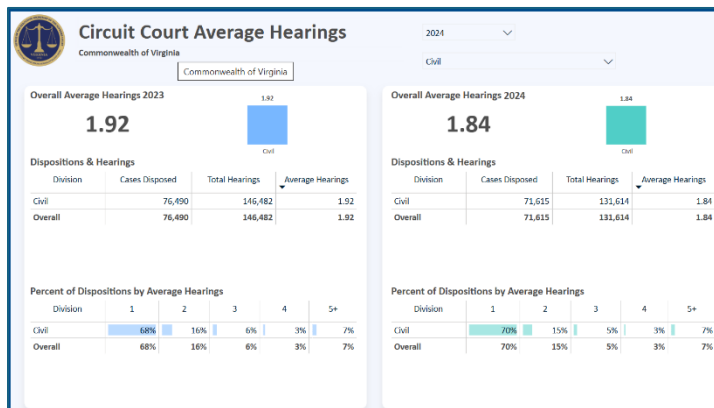 Circuit Court Average Hearings
Commonwealth of Virginia
Commonwealth of Virginia
2024
Civil
Overall Average Hearings 2023
1.92
1.92
Civil
Dispositions & Hearings
Division Cases Disposed Total Hearings Average Hearings
Civil 76,490 146,482 1.92
Overall 76,490 146,482 1.92
Percent of Dispositions by Average Hearings
Division 1 2 3 4 5+
Civil 68% 16% 6% 3% 7%
Overall 68% 16% 6% 3% 7%
Overall Average Hearings 2024
1.84
1.84
Civil
Dispositions & Hearings
Division Cases Disposed Total Hearings Average Hearings
Civil 71,615 131,614 1.84
Overall 71,615 131,614 1.84
Percent of Dispositions by Average Hearings
Division 1 2 3 4 5+
Civil 70% 15% 5% 3% 7%
Overall 70% 15% 5% 3% 7%